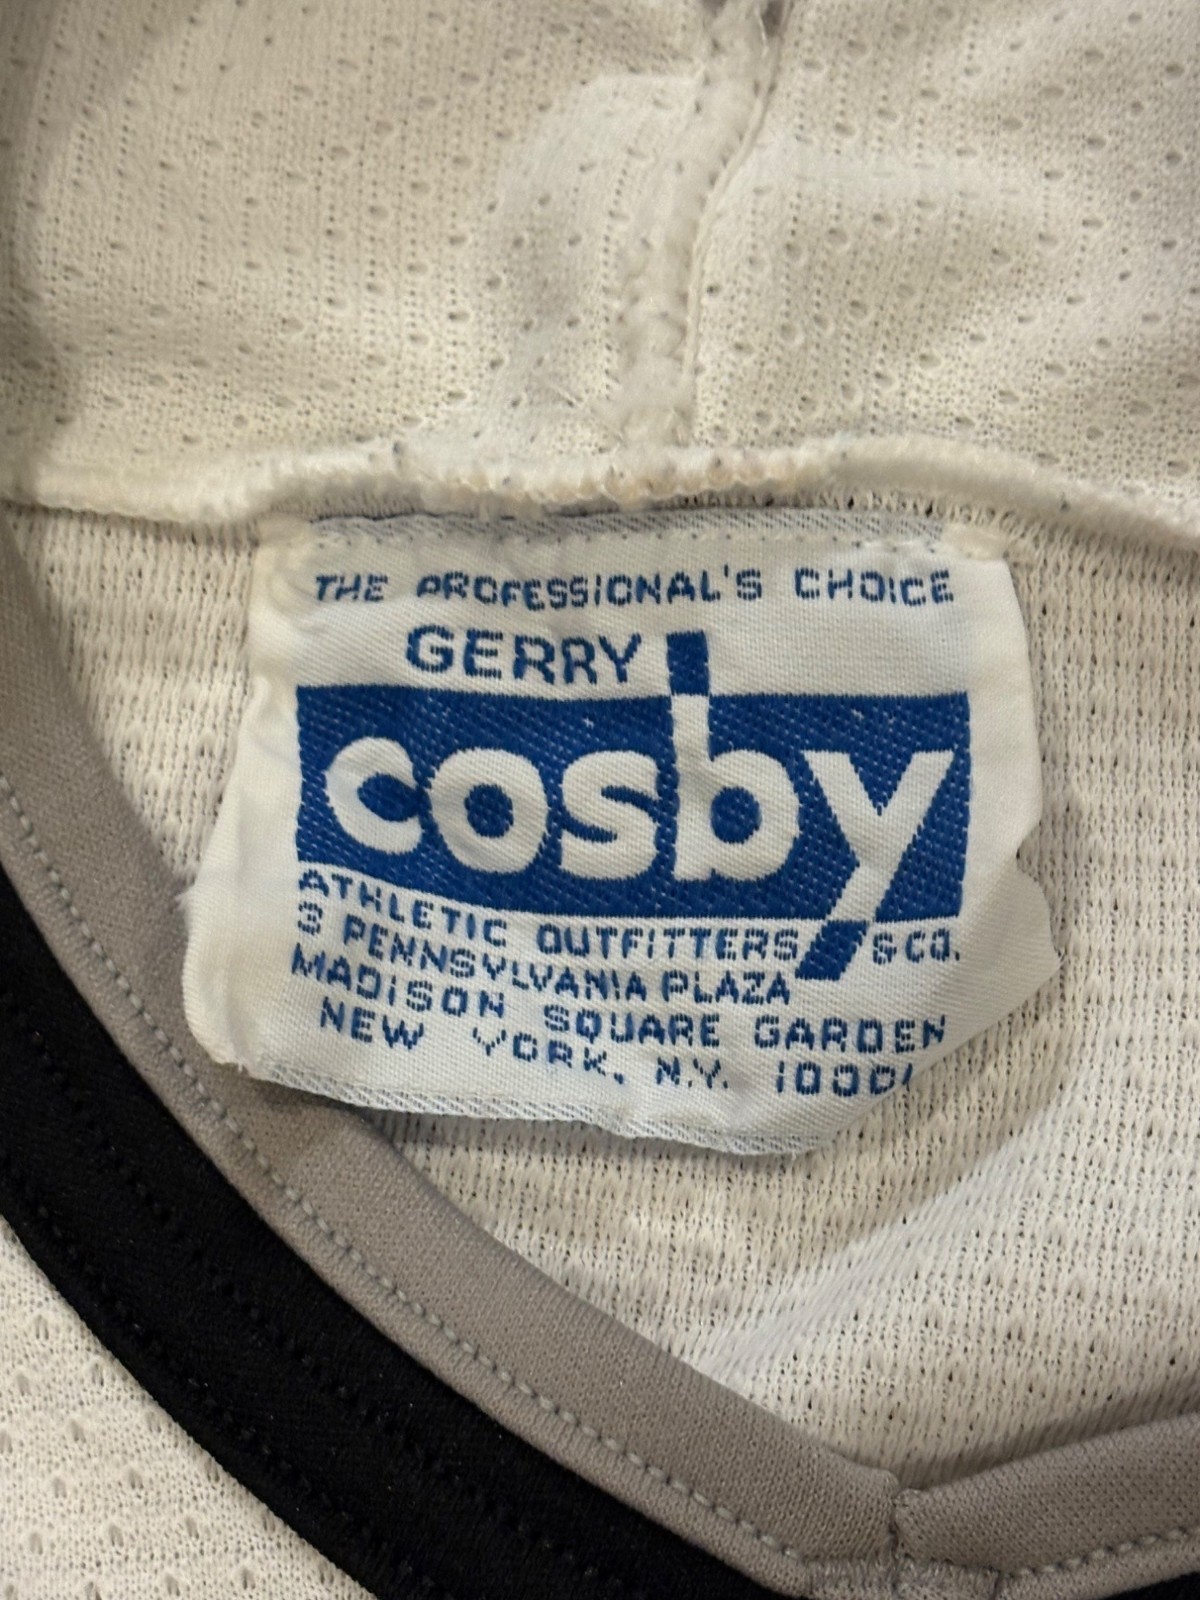 THE PROFESSIONAL'S CHOICE
GERRY
cosby
ATHLETIC OUTFITTERS & CO.
3 PENNSYLVANIA PLAZA
MADISON SQUARE GARDEN
NEW YORK, N.Y. 10001